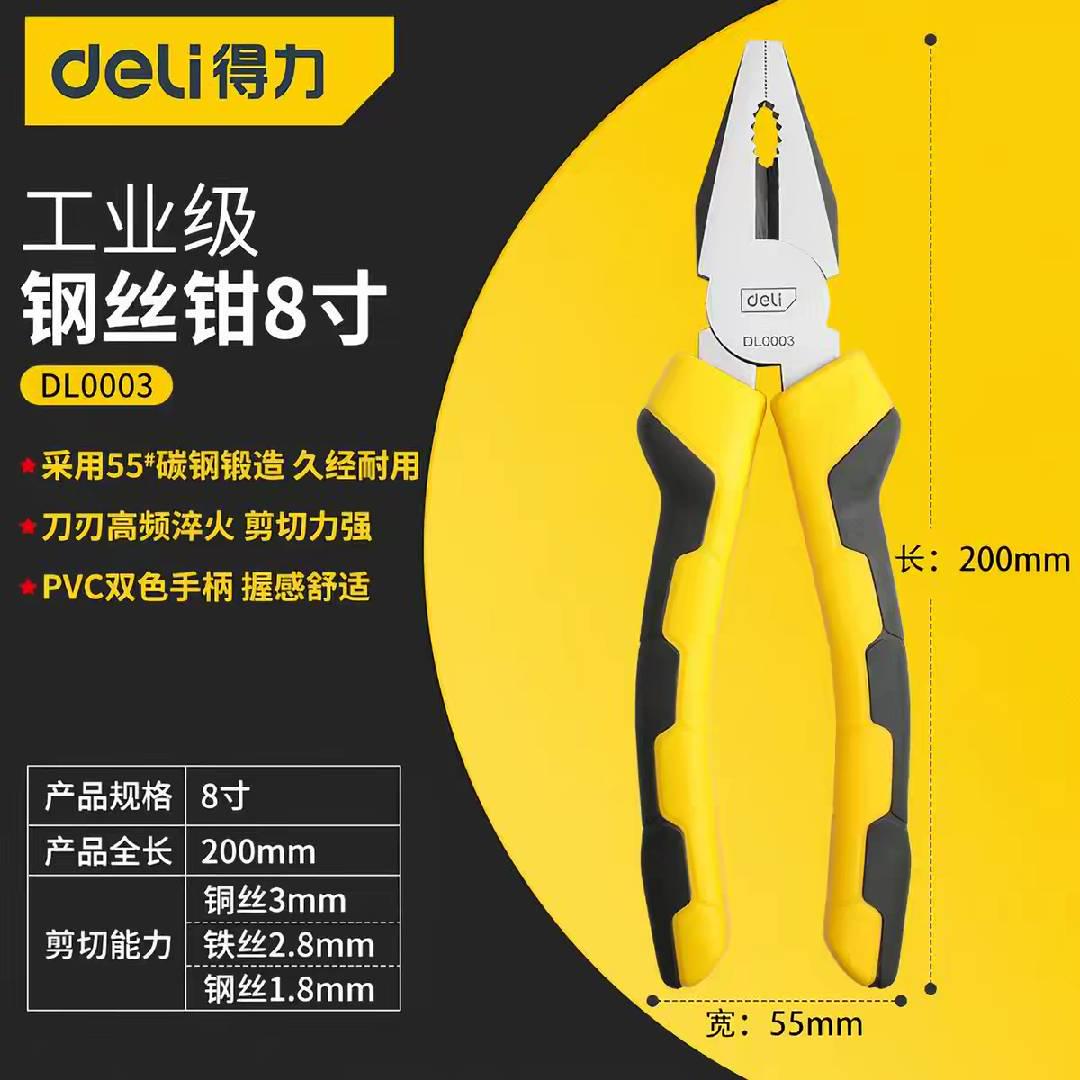 deli得力
工业级
钢丝钳8寸
DL0003
采用55#碳钢锻造 久经耐用
刀刃高频淬火 剪切力强
PVC双色手柄 握感舒适
产品规格 8寸
产品全长 200mm
剪切能力 铜丝3mm
铁丝2.8mm
钢丝1.8mm
deli
DL0003
长：200mm
宽：55mm